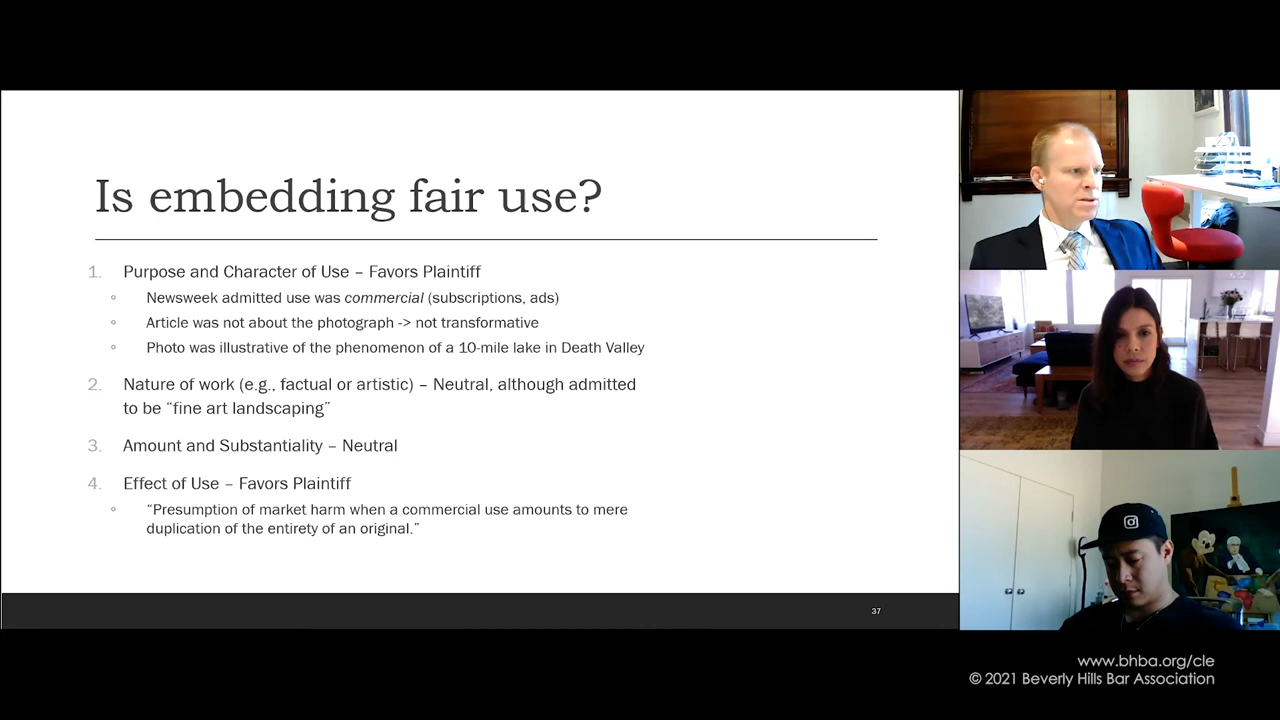 Is embedding fair use?
1. Purpose and Character of Use – Favors Plaintiff
◦ Newsweek admitted use was commercial (subscriptions, ads)
◦ Article was not about the photograph -> not transformative
◦ Photo was illustrative of the phenomenon of a 10-mile lake in Death Valley
2. Nature of work (e.g., factual or artistic) – Neutral, although admitted
to be “fine art landscaping”
3. Amount and Substantiality – Neutral
4. Effect of Use – Favors Plaintiff
◦ “Presumption of market harm when a commercial use amounts to mere
duplication of the entirety of an original.”
37
www.bhba.org/cle
© 2021 Beverly Hills Bar Association